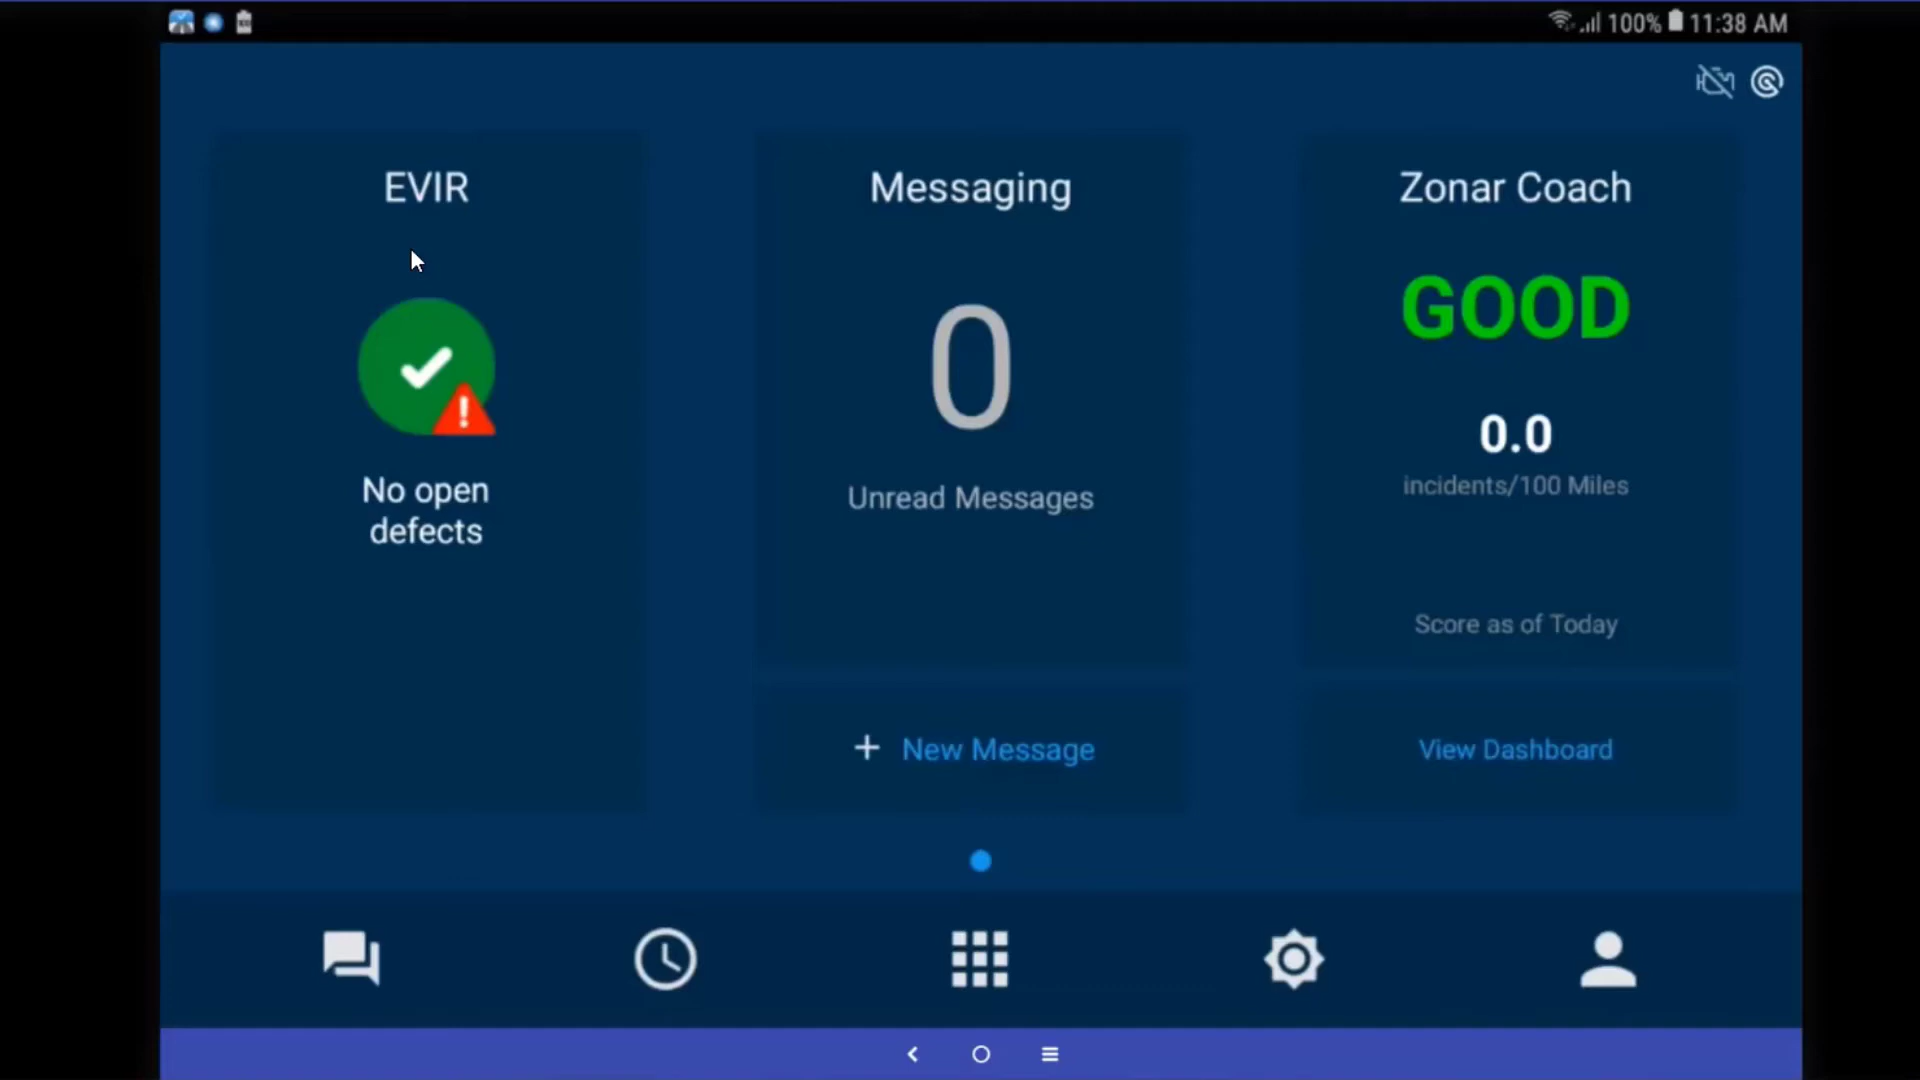 100% 11:38 AM
EVIR
No open
defects
Messaging
0
Unread Messages
+ New Message
Zonar Coach
GOOD
0.0
incidents/100 Miles
Score as of Today
View Dashboard